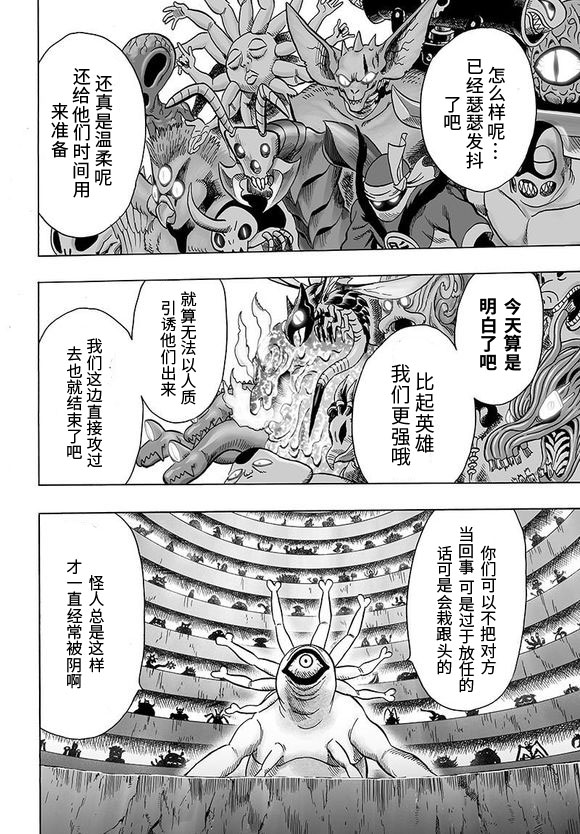 怎么样呢…
已经瑟瑟发抖
了吧
还真是温柔呢
还给他们时间用
来准备
今天算是
明白了吧
比起英雄
我们更强哦
就算无法以人质
引诱他们出来
我们这边直接攻过
去也就结束了吧
你们可以不把对方
当回事 可是过于放任的
话可是会栽跟头的
怪人总是这样
才一直经常被阴啊